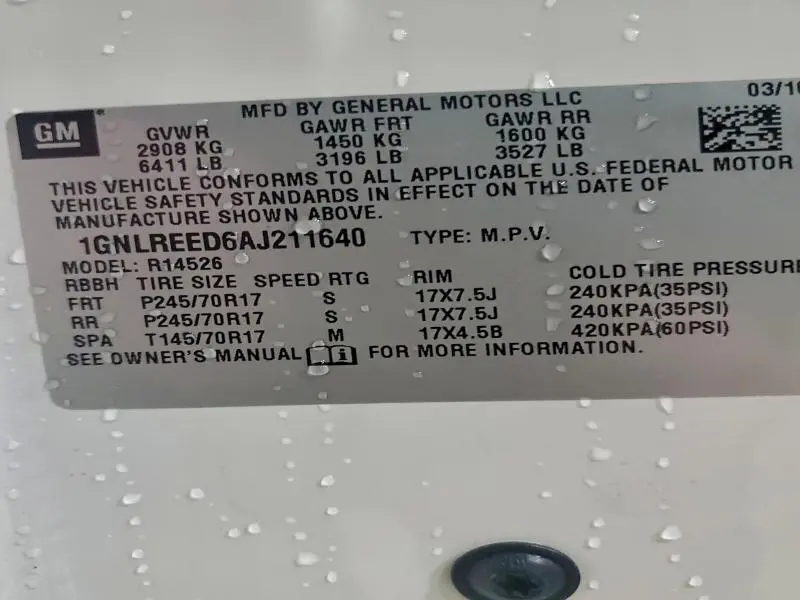 GM
MFD BY GENERAL MOTORS LLC 03/10
GVWR GAWR FRT GAWR RR
2908 KG 1450 KG 1600 KG
6411 LB 3196 LB 3527 LB
THIS VEHICLE CONFORMS TO ALL APPLICABLE U.S. FEDERAL MOTOR
VEHICLE SAFETY STANDARDS IN EFFECT ON THE DATE OF
MANUFACTURE SHOWN ABOVE.
1GNLREED6AJ211640 TYPE: M.P.V.
MODEL: R14526
RBBH TIRE SIZE SPEED RTG RIM COLD TIRE PRESSURE
FRT P245/70R17 S 17X7.5J 240KPA(35PSI)
RR P245/70R17 S 17X7.5J 240KPA(35PSI)
SPA T145/70R17 M 17X4.5B 420KPA(60PSI)
SEE OWNER'S MANUAL FOR MORE INFORMATION.